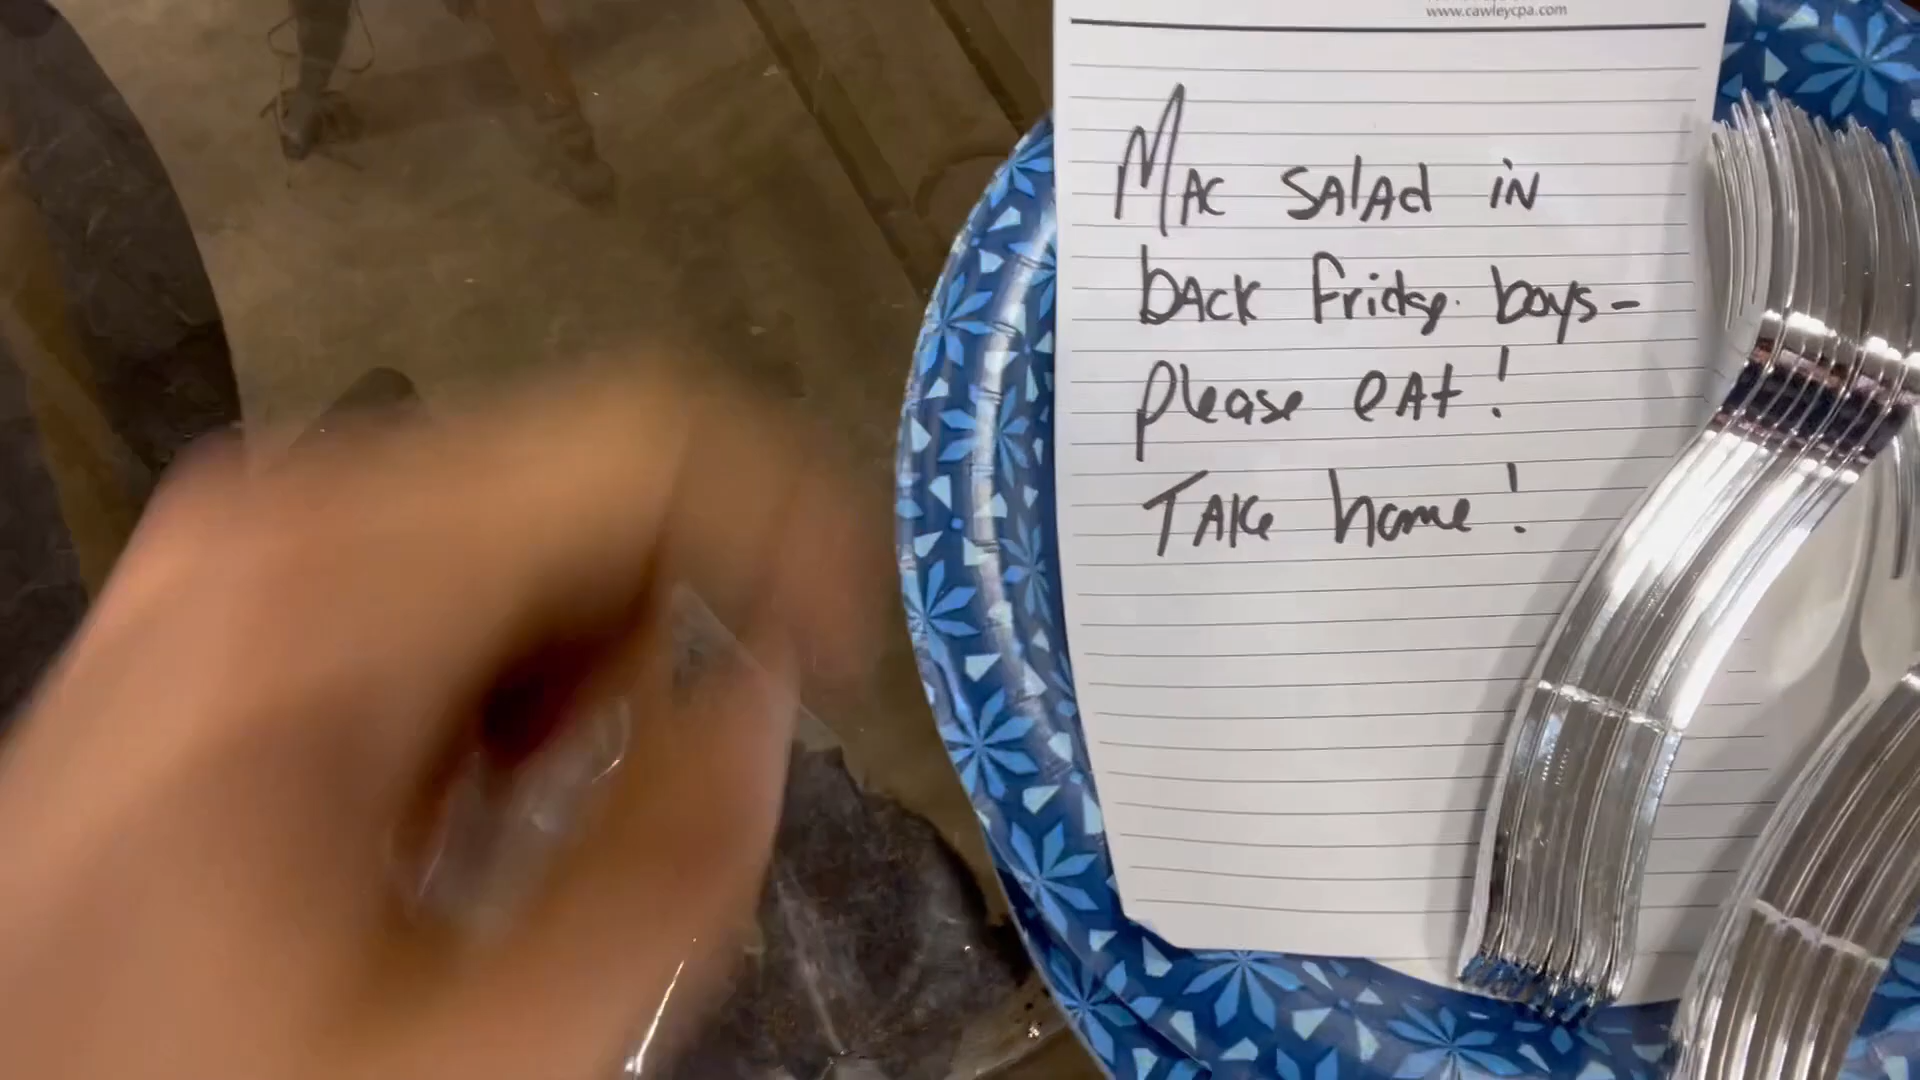 www.cawleycpa.com
Mac Salad in
back Fridge. boys-
please eat!
Take home!